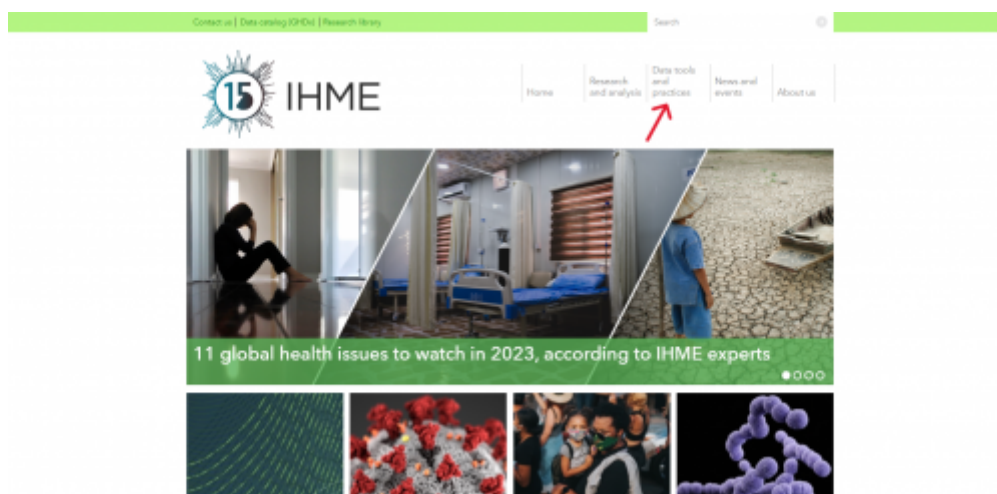 Contact us | Data catalog (GHDx) | Research library
Search
15 IHME
Home
Research
and analysis
Data tools
and
practices
News and
events
About us
11 global health issues to watch in 2023, according to IHME experts